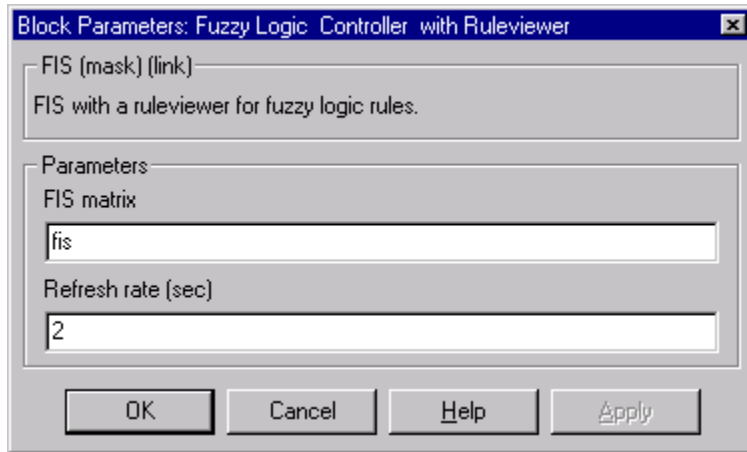 Block Parameters: Fuzzy Logic Controller with Ruleviewer
FIS (mask) (link)
FIS with a ruleviewer for fuzzy logic rules.
Parameters
FIS matrix
fis
Refresh rate (sec)
2
OK Cancel Help Apply